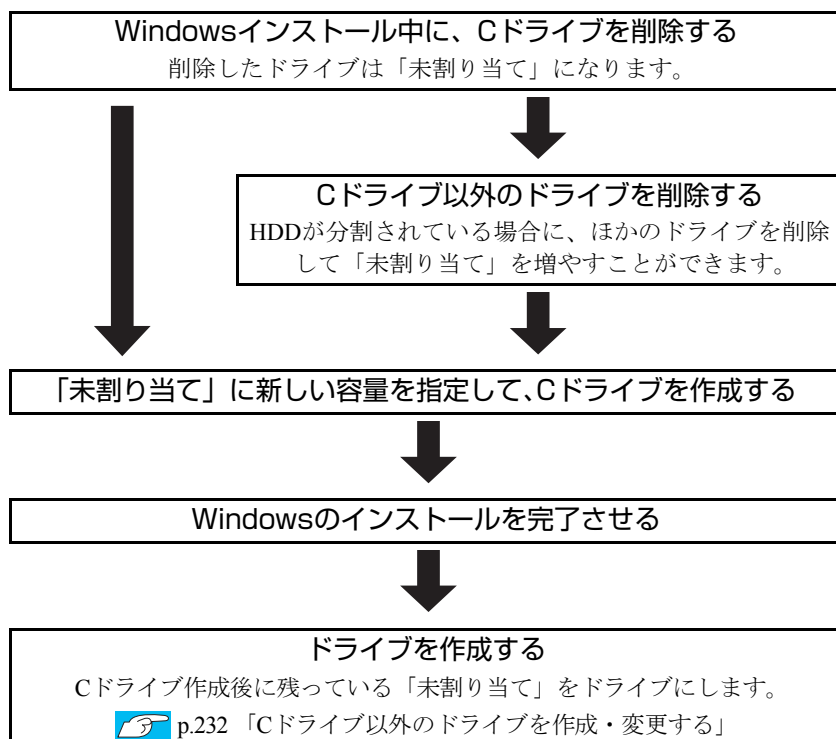 Windowsインストール中に、Cドライブを削除する
削除したドライブは「未割り当て」になります。
Cドライブ以外のドライブを削除する
HDDが分割されている場合に、ほかのドライブを削除
して「未割り当て」を増やすことができます。
「未割り当て」に新しい容量を指定して、Cドライブを作成する
Windowsのインストールを完了させる
ドライブを作成する
Cドライブ作成後に残っている「未割り当て」をドライブにします。
p.232 「Cドライブ以外のドライブを作成・変更する」